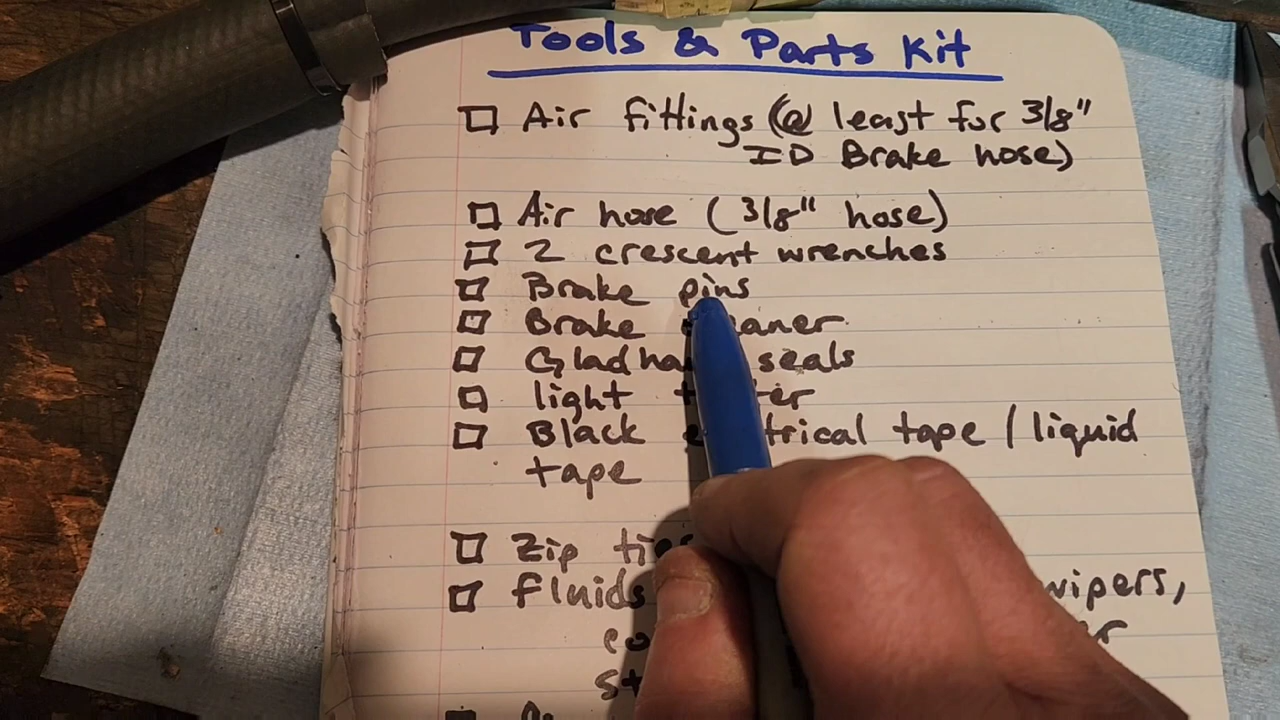 Tools & Parts Kit
Air fittings (@ least for 3/8"
ID Brake hose)
Air hose (3/8" hose)
2 crescent wrenches
Brake pins
Brake
Gladhand seals
light
Black tape / liquid
tape
Zip ties
fluids wipers,